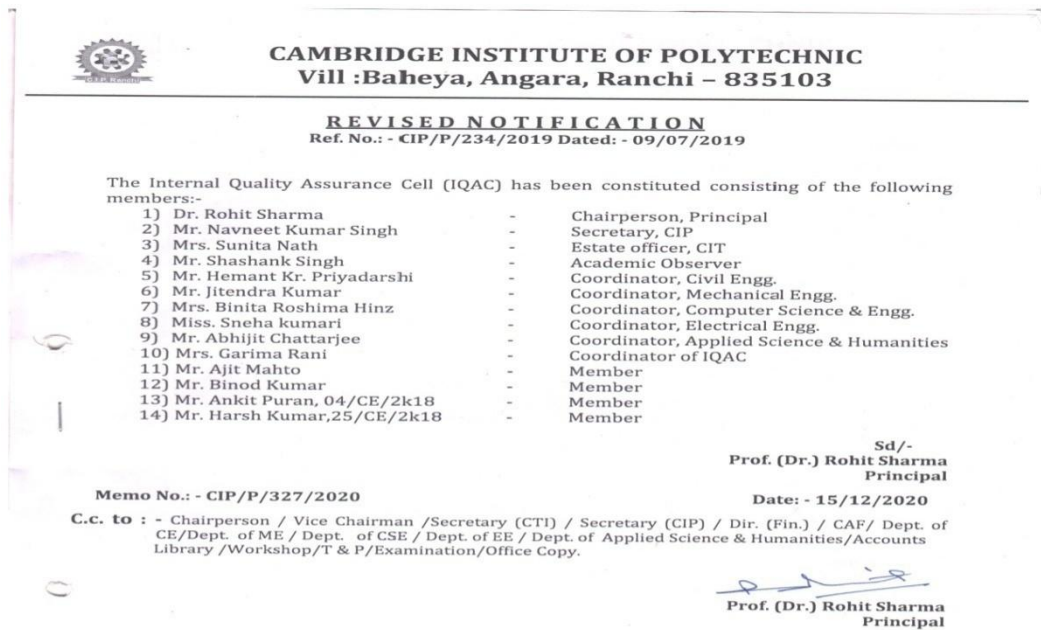 C.I.P. Ranchi
CAMBRIDGE INSTITUTE OF POLYTECHNIC
Vill :Baheya, Angara, Ranchi – 835103
REVISED NOTIFICATION
Ref. No.: - CIP/P/234/2019 Dated: - 09/07/2019
The Internal Quality Assurance Cell (IQAC) has been constituted consisting of the following
members:-
1) Dr. Rohit Sharma - Chairperson, Principal
2) Mr. Navneet Kumar Singh - Secretary, CIP
3) Mrs. Sunita Nath - Estate officer, CIT
4) Mr. Shashank Singh - Academic Observer
5) Mr. Hemant Kr. Priyadarshi - Coordinator, Civil Engg.
6) Mr. Jitendra Kumar - Coordinator, Mechanical Engg.
7) Mrs. Binita Roshima Hinz - Coordinator, Computer Science & Engg.
8) Miss. Sneha kumari - Coordinator, Electrical Engg.
9) Mr. Abhijit Chattarjee - Coordinator, Applied Science & Humanities
10) Mrs. Garima Rani - Coordinator of IQAC
11) Mr. Ajit Mahto - Member
12) Mr. Binod Kumar - Member
13) Mr. Ankit Puran, 04/CE/2k18 - Member
14) Mr. Harsh Kumar,25/CE/2k18 - Member
Sd/-
Prof. (Dr.) Rohit Sharma
Principal
Memo No.: - CIP/P/327/2020 Date: - 15/12/2020
C.c. to : - Chairperson / Vice Chairman /Secretary (CTI) / Secretary (CIP) / Dir. (Fin.) / CAF/ Dept. of
CE/Dept. of ME / Dept. of CSE / Dept. of EE / Dept. of Applied Science & Humanities/Accounts
Library /Workshop/T & P/Examination/Office Copy.
Prof. (Dr.) Rohit Sharma
Principal